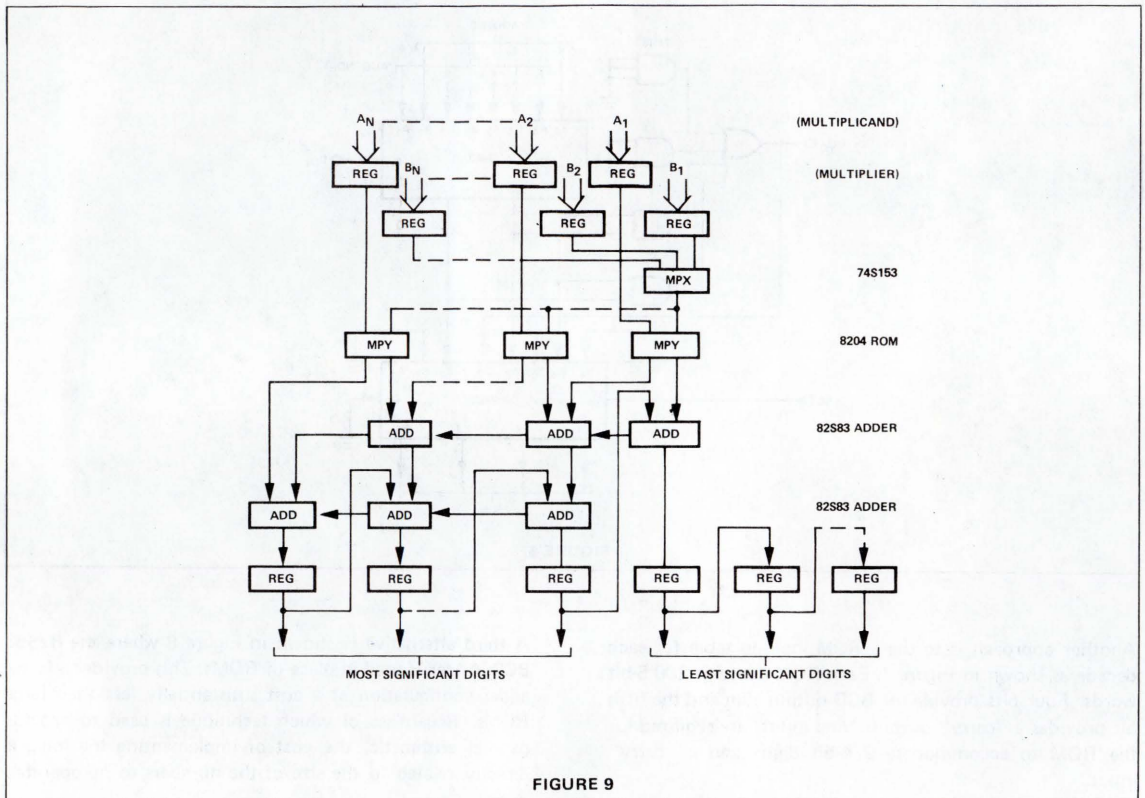 A_N A_2 A_1 (MULTIPLICAND)
REG B_N REG B_2 REG B_1 (MULTIPLIER)
REG REG REG
MPX 74S153
MPY MPY MPY 8204 ROM
ADD ADD ADD 82S83 ADDER
ADD ADD ADD 82S83 ADDER
REG REG REG REG REG REG
MOST SIGNIFICANT DIGITS LEAST SIGNIFICANT DIGITS
FIGURE 9